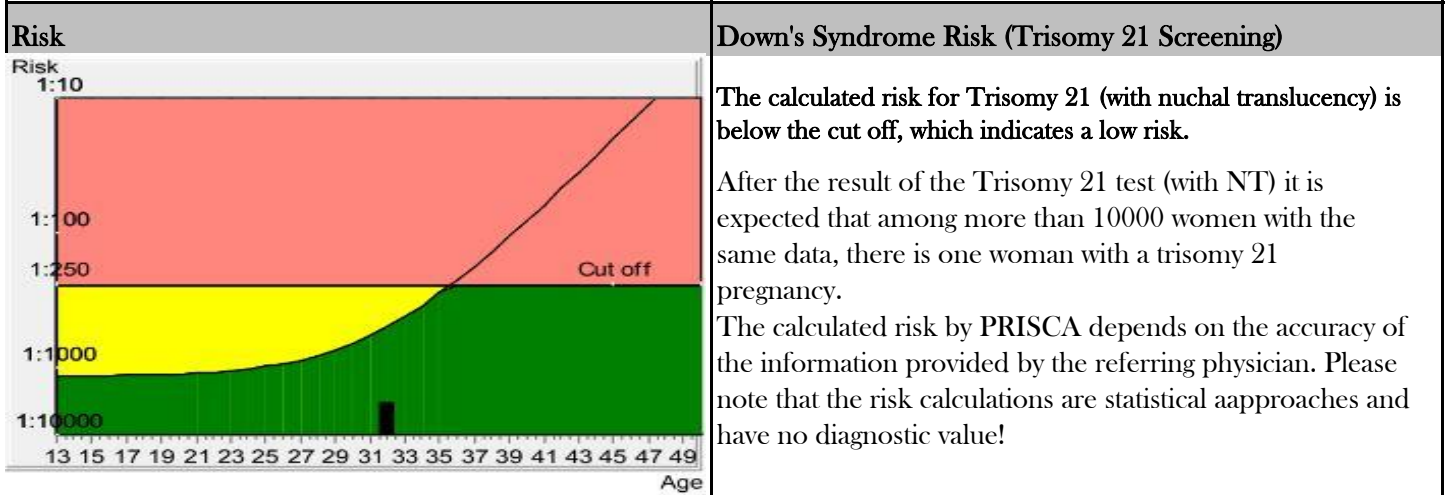 Risk
Risk
1:10
1:100
1:250
Cut off
1:1000
1:10000
13 15 17 19 21 23 25 27 29 31 33 35 37 39 41 43 45 47 49
Age
Down's Syndrome Risk (Trisomy 21 Screening)
The calculated risk for Trisomy 21 (with nuchal translucency) is
below the cut off, which indicates a low risk.
After the result of the Trisomy 21 test (with NT) it is
expected that among more than 10000 women with the
same data, there is one woman with a trisomy 21
pregnancy.
The calculated risk by PRISCA depends on the accuracy of
the information provided by the referring physician. Please
note that the risk calculations are statistical aapproaches and
have no diagnostic value!